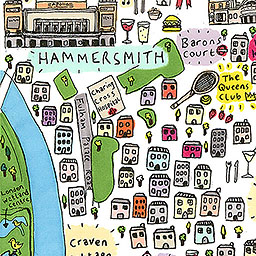 HAMMERSMITH
Barons
Court
The
Queens
CLUB
Charing
Cross
Hospital
Fulham Palace Road
London
Wetland
Centre
Craven